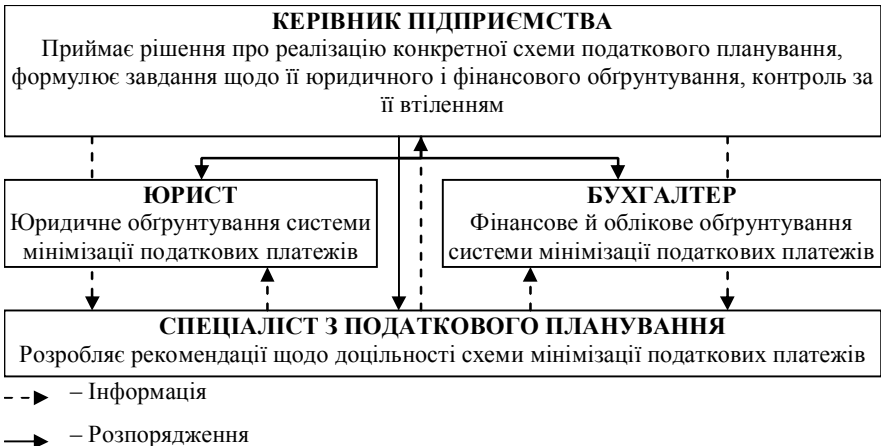 КЕРІВНИК ПІДПРИЄМСТВА
Приймає рішення про реалізацію конкретної схеми податкового планування,
формулює завдання щодо її юридичного і фінансового обґрунтування, контроль за
її втіленням
ЮРИСТ
Юридичне обґрунтування системи
мінімізації податкових платежів
БУХГАЛТЕР
Фінансове й облікове обґрунтування
системи мінімізації податкових платежів
СПЕЦІАЛІСТ З ПОДАТКОВОГО ПЛАНУВАННЯ
Розробляє рекомендації щодо доцільності схеми мінімізації податкових платежів
– Інформація
– Розпорядження